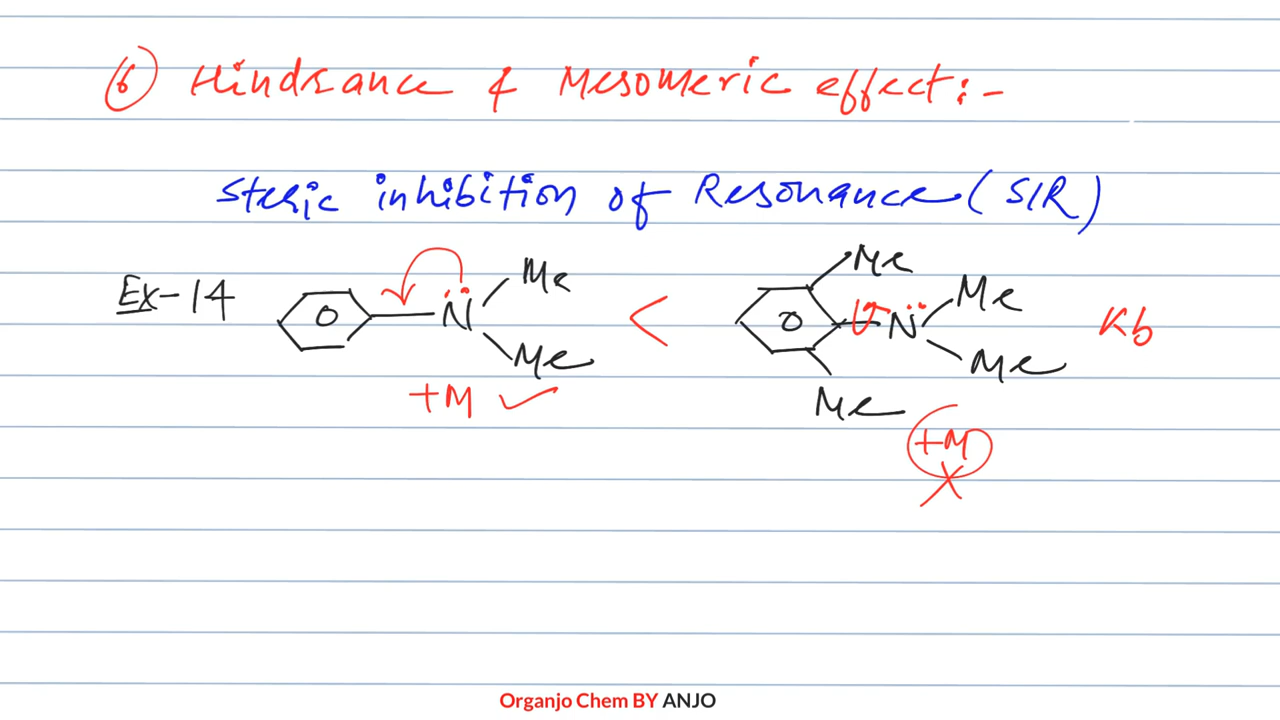 6 Hindrance & Mesomeric effect:-
Steric inhibition of Resonance (SIR)
Ex-14 N Me Me < Me N Me Me Me Kb
+M ✓ +M X
Organjo Chem BY ANJO